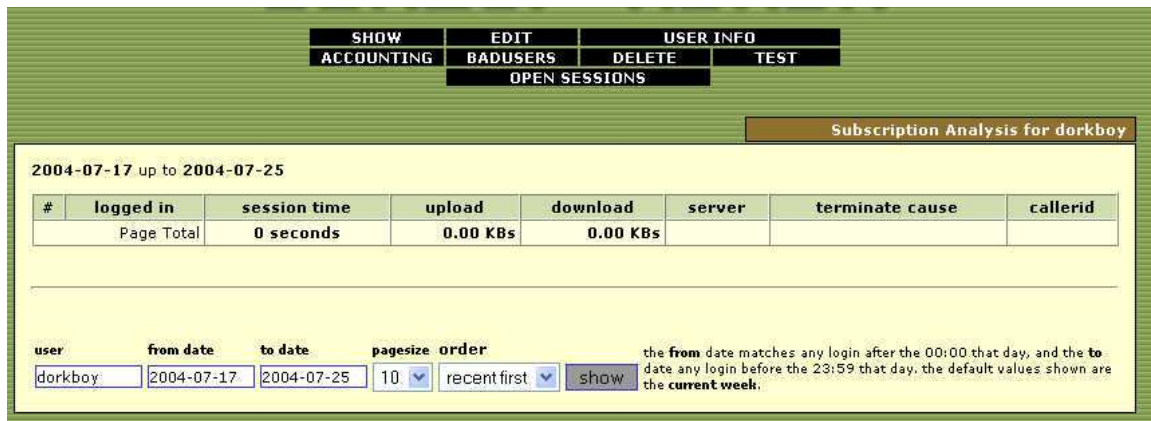 SHOW EDIT USER INFO
ACCOUNTING BADUSERS DELETE TEST
OPEN SESSIONS
Subscription Analysis for dorkboy
2004-07-17 up to 2004-07-25
# logged in session time upload download server terminate cause callerid
Page Total 0 seconds 0.00 KBs 0.00 KBs
user from date to date pagesize order
dorkboy 2004-07-17 2004-07-25 10 recent first show
the from date matches any login after the 00:00 that day, and the to
date any login before the 23:59 that day. the default values shown are
the current week.